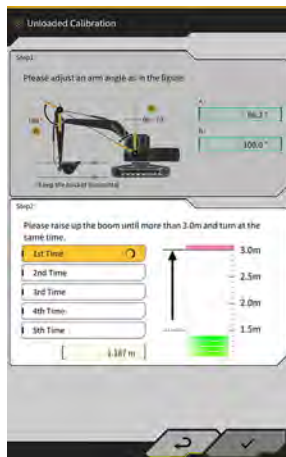 Unloaded Calibration
Step1
Please adjust an arm angle as in the figure.
A:
B:
100.0 °
Keep the bucket horizontal
Step2
Please raise up the boom until more than 3.0m and turn at the
same time.
1st Time
2nd Time
3rd Time
4th Time
5th Time
3.0m
2.5m
2.0m
1.5m
1.187 m